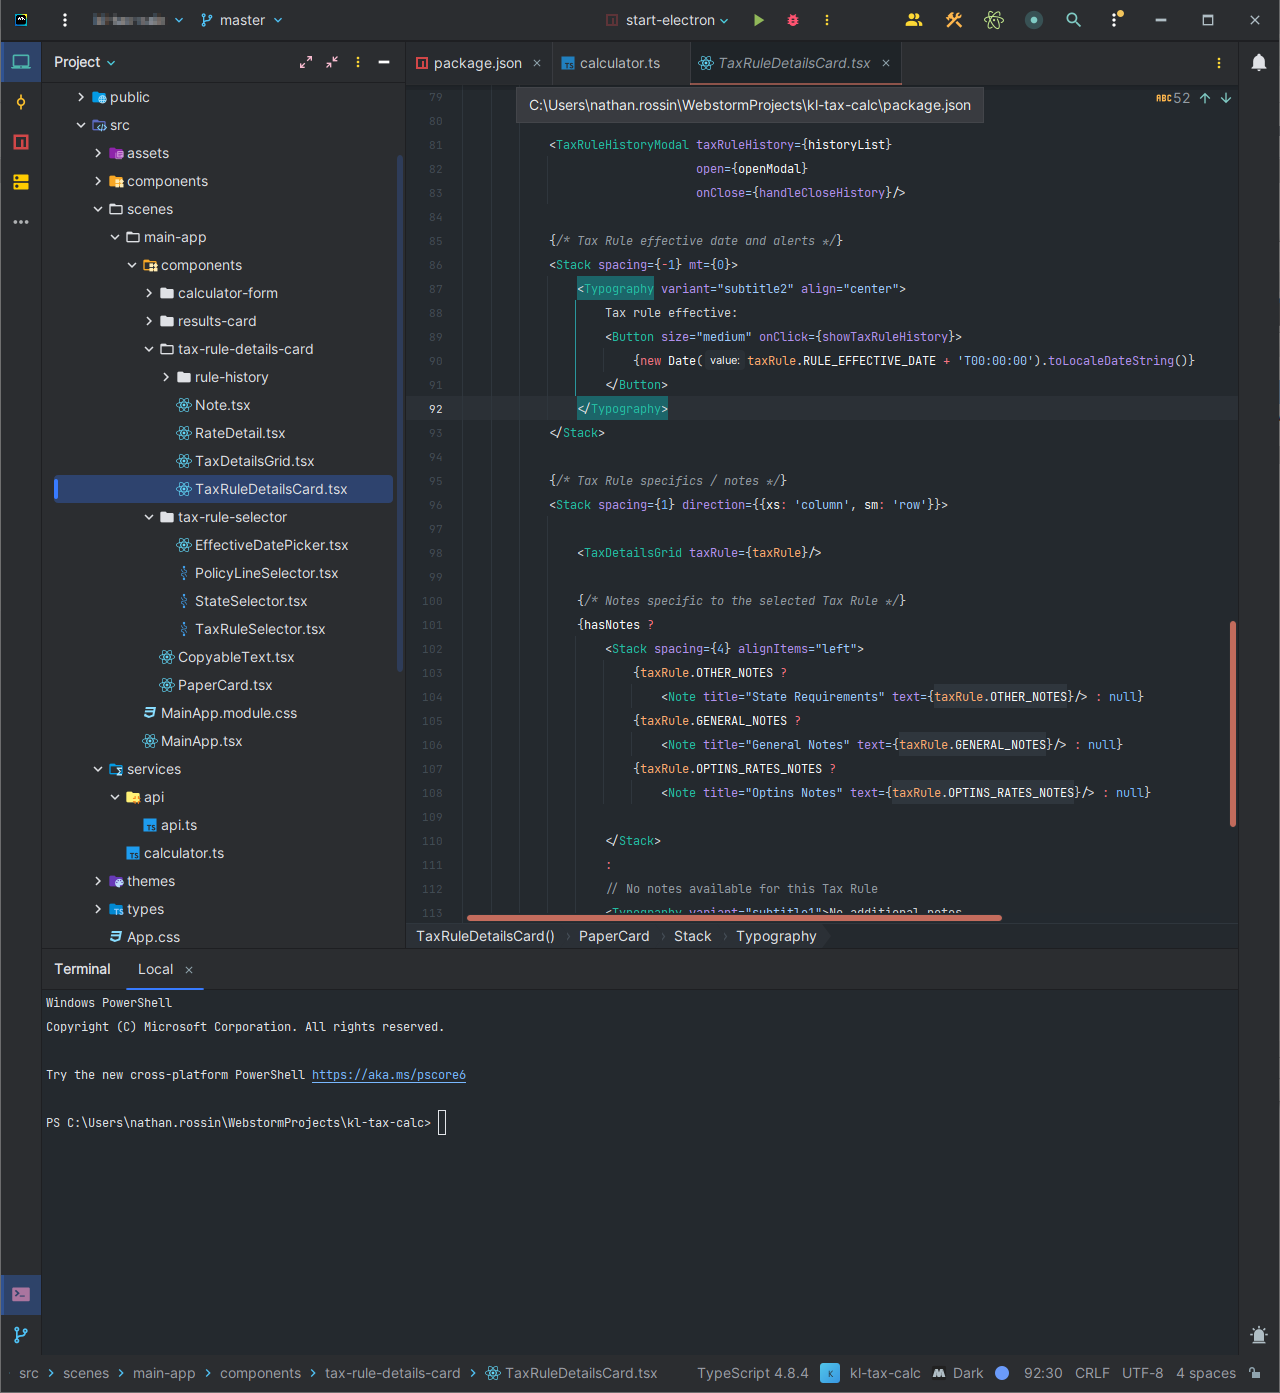 master
start-electron
Project
package.json
calculator.ts
TaxRuleDetailsCard.tsx
public
src
assets
components
scenes
main-app
components
calculator-form
results-card
tax-rule-details-card
rule-history
Note.tsx
RateDetail.tsx
TaxDetailsGrid.tsx
TaxRuleDetailsCard.tsx
tax-rule-selector
EffectiveDatePicker.tsx
PolicyLineSelector.tsx
StateSelector.tsx
TaxRuleSelector.tsx
CopyableText.tsx
PaperCard.tsx
MainApp.module.css
MainApp.tsx
services
api
api.ts
calculator.ts
themes
types
App.css
C:\Users\nathan.rossin\WebstormProjects\kl-tax-calc\package.json
ABC 52
79
80
81 <TaxRuleHistoryModal taxRuleHistory={historyList}
82 open={openModal}
83 onClose={handleCloseHistory}/>
84
85 {/* Tax Rule effective date and alerts */}
86 <Stack spacing={-1} mt={0}>
87 <Typography variant="subtitle2" align="center">
88 Tax rule effective:
89 <Button size="medium" onClick={showTaxRuleHistory}>
90 {new Date( value: taxRule.RULE_EFFECTIVE_DATE + 'T00:00:00').toLocaleDateString()}
91 </Button>
92 </Typography>
93 </Stack>
94
95 {/* Tax Rule specifics / notes */}
96 <Stack spacing={1} direction={{xs: 'column', sm: 'row'}}>
97
98 <TaxDetailsGrid taxRule={taxRule}/>
99
100 {/* Notes specific to the selected Tax Rule */}
101 {hasNotes ?
102 <Stack spacing={4} alignItems="left">
103 {taxRule.OTHER_NOTES ?
104 <Note title="State Requirements" text={taxRule.OTHER_NOTES}/> : null}
105 {taxRule.GENERAL_NOTES ?
106 <Note title="General Notes" text={taxRule.GENERAL_NOTES}/> : null}
107 {taxRule.OPTINS_RATES_NOTES ?
108 <Note title="Optins Notes" text={taxRule.OPTINS_RATES_NOTES}/> : null}
109
110 </Stack>
111 :
112 // No notes available for this Tax Rule
113 <Typography variant="subtitle1">No additional notes
TaxRuleDetailsCard() › PaperCard › Stack › Typography
Terminal
Local
Windows PowerShell
Copyright (C) Microsoft Corporation. All rights reserved.
Try the new cross-platform PowerShell https://aka.ms/pscore6
PS C:\Users\nathan.rossin\WebstormProjects\kl-tax-calc>
src › scenes › main-app › components › tax-rule-details-card › TaxRuleDetailsCard.tsx
TypeScript 4.8.4
K
kl-tax-calc
Dark
92:30
CRLF
UTF-8
4 spaces